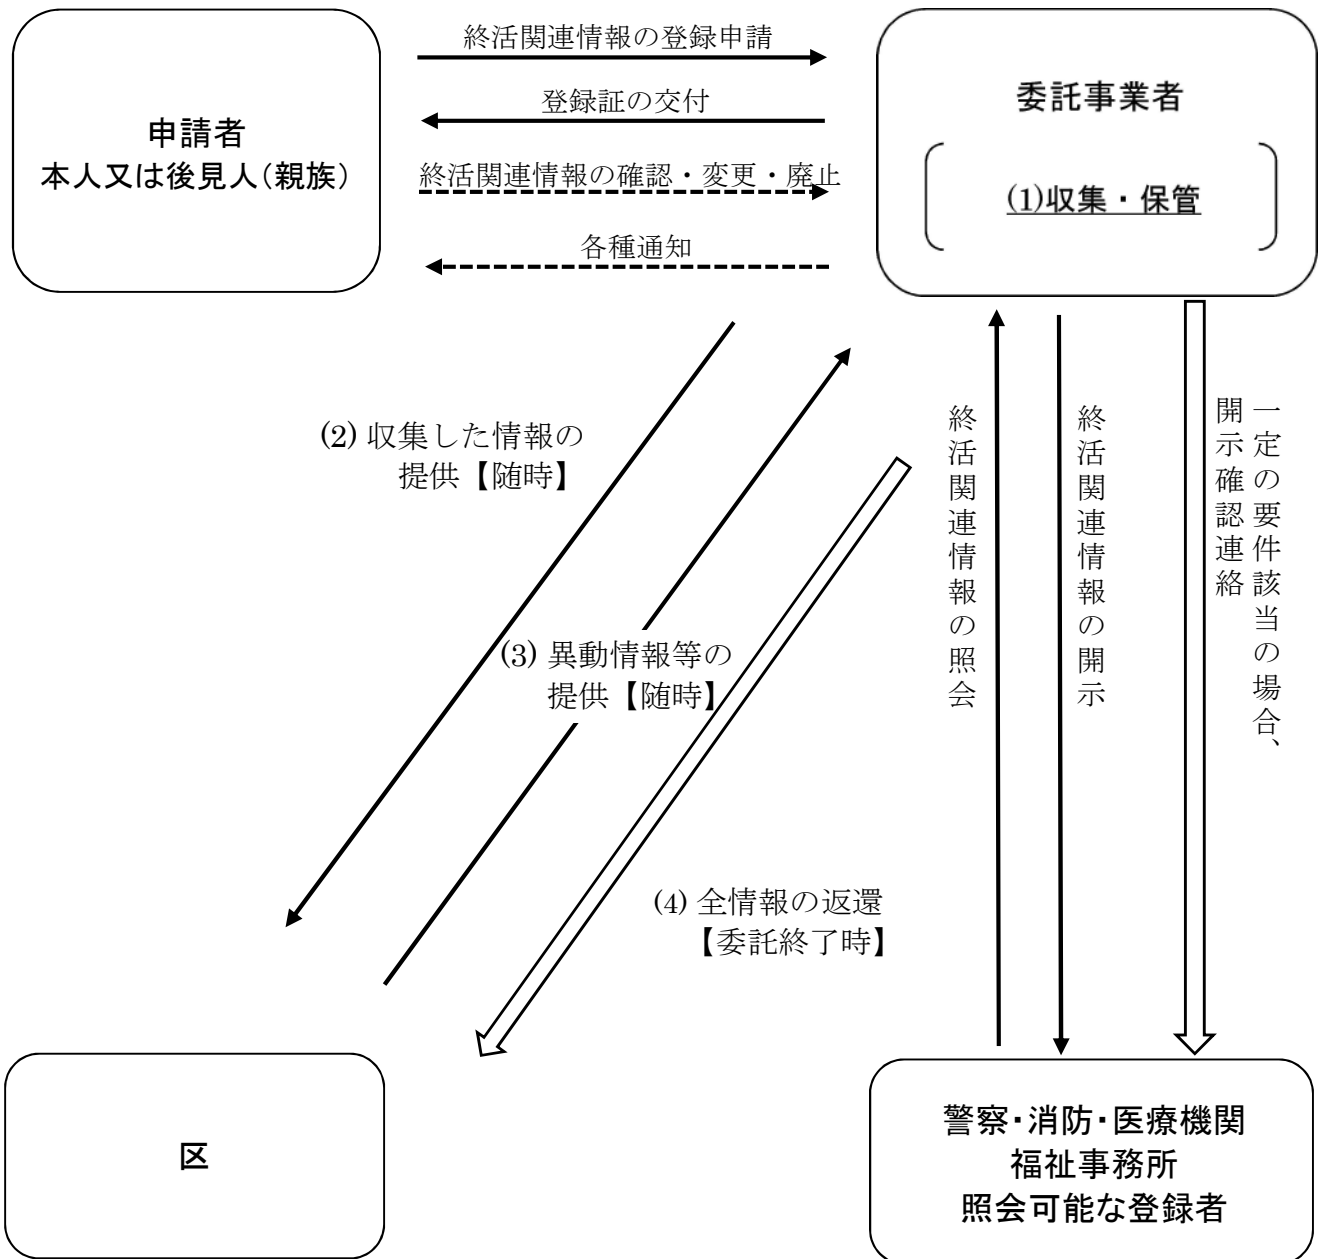 終活関連情報の登録申請
登録証の交付
終活関連情報の確認・変更・廃止
各種通知
申請者
本人又は後見人(親族)
委託事業者
(1)収集・保管
(2) 収集した情報の
提供【随時】
(3) 異動情報等の
提供【随時】
(4) 全情報の返還
【委託終了時】
終活関連情報の照会
終活関連情報の開示
一定の要件該当の場合、
開示確認連絡
区
警察・消防・医療機関
福祉事務所
照会可能な登録者